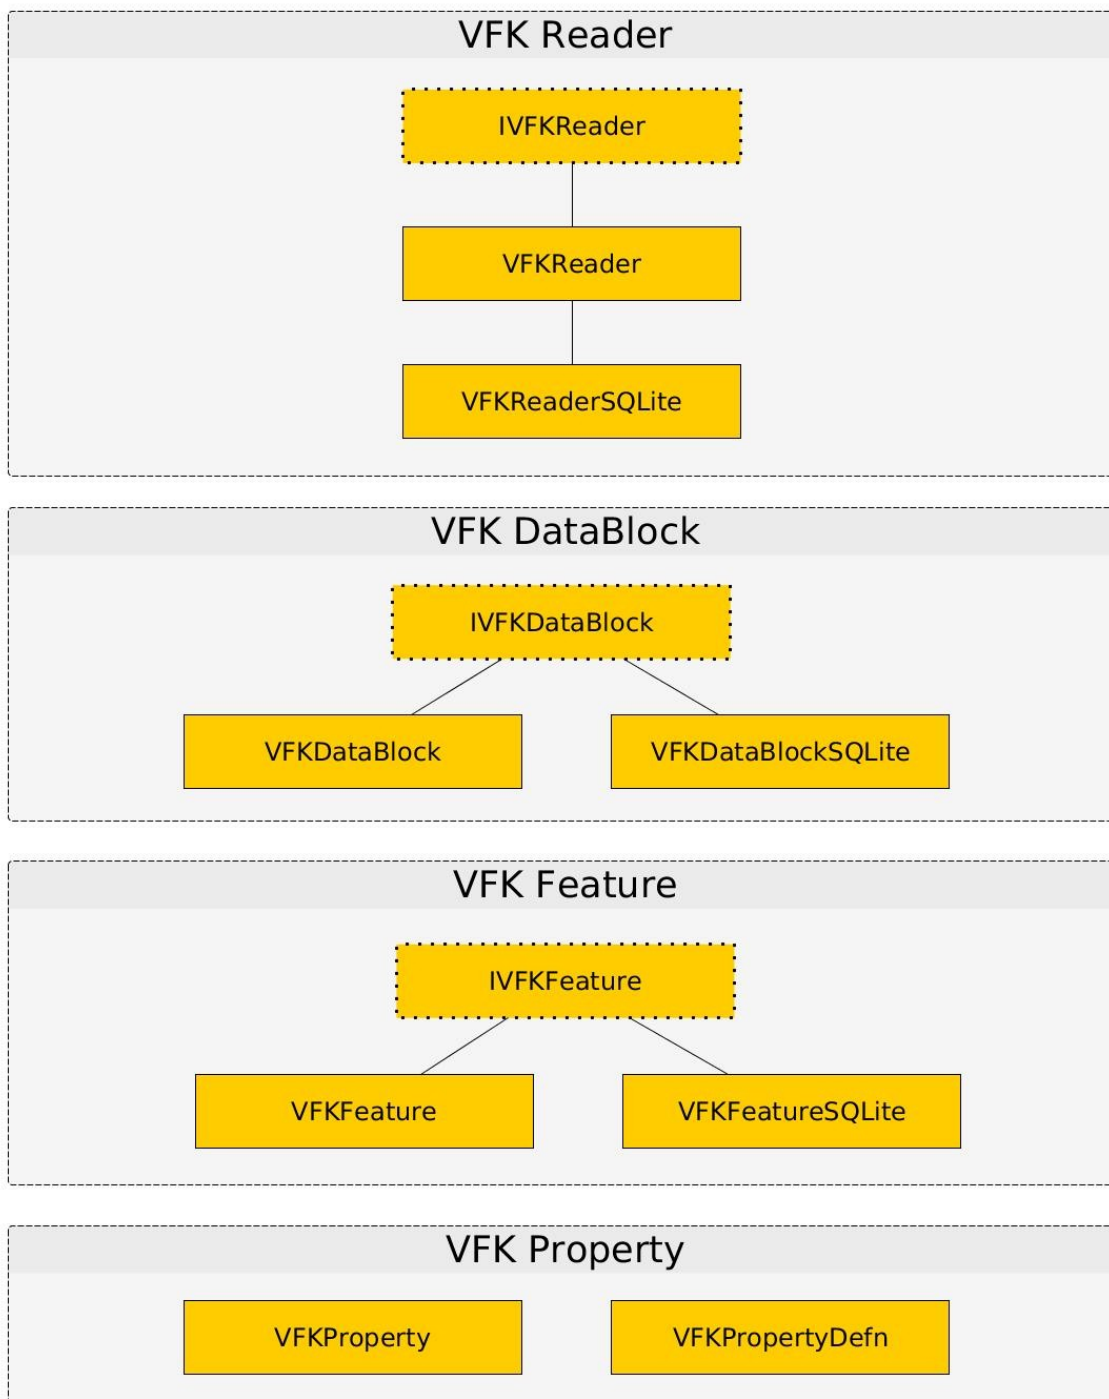 VFK Reader
IVFKReader
VFKReader
VFKReaderSQLite
VFK DataBlock
IVFKDataBlock
VFKDataBlock
VFKDataBlockSQLite
VFK Feature
IVFKFeature
VFKFeature
VFKFeatureSQLite
VFK Property
VFKProperty
VFKPropertyDefn